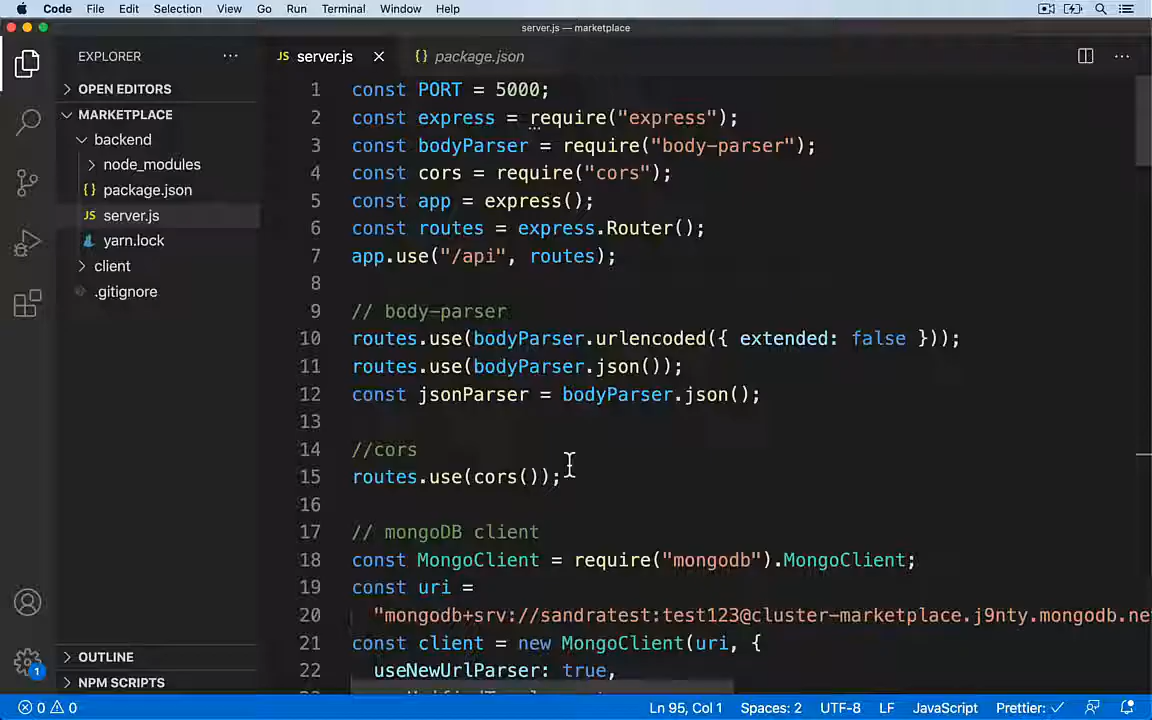 Code File Edit Selection View Go Run Terminal Window Help
server.js — marketplace
EXPLORER ...
JS server.js ×
{} package.json
...
OPEN EDITORS
MARKETPLACE
backend
node_modules
{} package.json
JS server.js
yarn.lock
client
.gitignore
OUTLINE
NPM SCRIPTS
1 const PORT = 5000;
2 const express = require("express");
3 const bodyParser = require("body-parser");
4 const cors = require("cors");
5 const app = express();
6 const routes = express.Router();
7 app.use("/api", routes);
8
9 // body-parser
10 routes.use(bodyParser.urlencoded({ extended: false }));
11 routes.use(bodyParser.json());
12 const jsonParser = bodyParser.json();
13
14 //cors
15 routes.use(cors());
16
17 // mongoDB client
18 const MongoClient = require("mongodb").MongoClient;
19 const uri =
20 "mongodb+srv://sandratest:test123@cluster-marketplace.j9nty.mongodb.ne
21 const client = new MongoClient(uri, {
22 useNewUrlParser: true,
1
0 0
Ln 95, Col 1 Spaces: 2 UTF-8 LF JavaScript Prettier: ✓